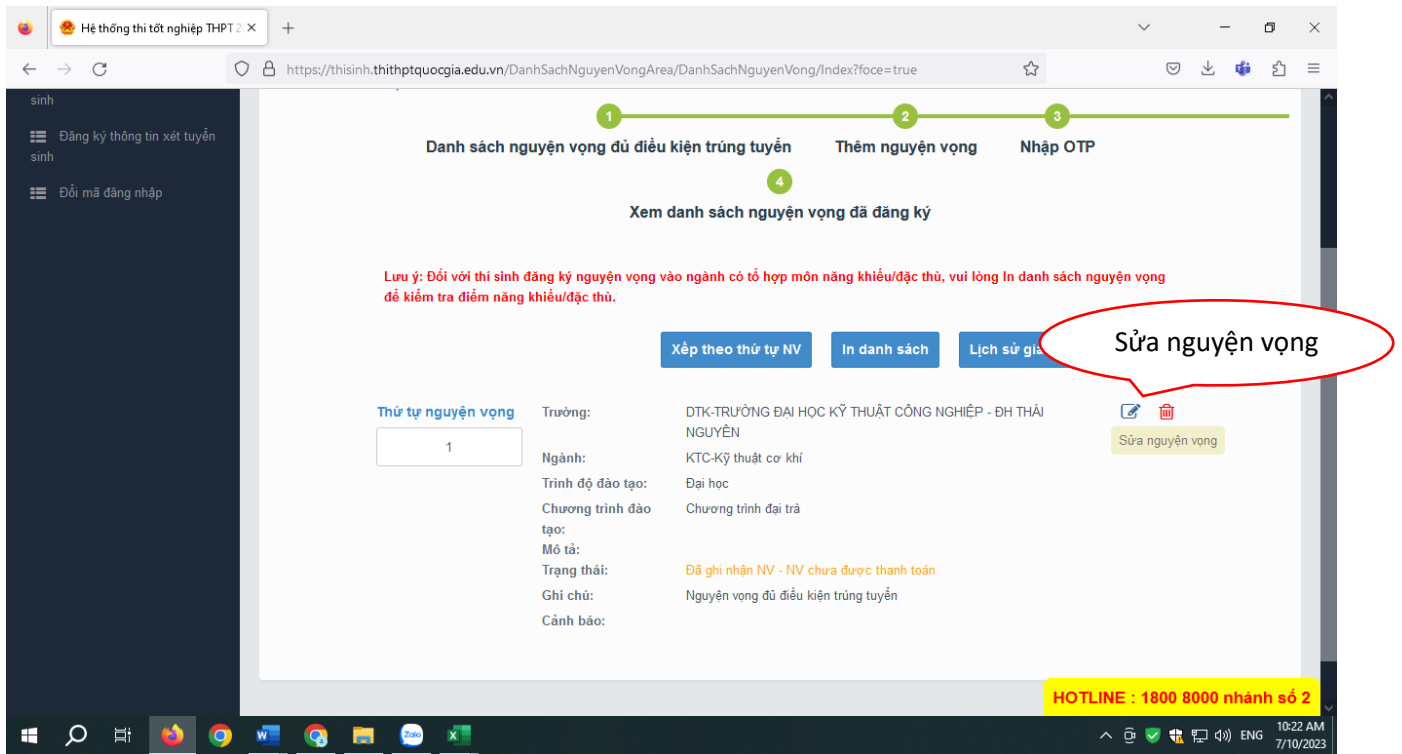 Hệ thống thi tốt nghiệp THPT 2
https://thisinh.thithptquocgia.edu.vn/DanhSachNguyenVongArea/DanhSachNguyenVong/Index?foce=true
sinh
Đăng ký thông tin xét tuyển
sinh
Đổi mã đăng nhập
1
2
3
Danh sách nguyện vọng đủ điều kiện trúng tuyển
Thêm nguyện vọng
Nhập OTP
4
Xem danh sách nguyện vọng đã đăng ký
Lưu ý: Đối với thí sinh đăng ký nguyện vọng vào ngành có tổ hợp môn năng khiếu/đặc thù, vui lòng In danh sách nguyện vọng
để kiểm tra điểm năng khiếu/đặc thù.
Xếp theo thứ tự NV
In danh sách
Lịch sử
Sửa nguyện vọng
Thứ tự nguyện vọng
1
Trường: DTK-TRƯỜNG ĐẠI HỌC KỸ THUẬT CÔNG NGHIỆP - ĐH THÁI
NGUYÊN
Sửa nguyện vọng
Ngành: KTC-Kỹ thuật cơ khí
Trình độ đào tạo: Đại học
Chương trình đào Chương trình đại trà
tạo:
Mô tả:
Trạng thái: Đã ghi nhận NV - NV chưa được thanh toán
Ghi chú: Nguyện vọng đủ điều kiện trúng tuyển
Cảnh báo:
HOTLINE : 1800 8000 nhánh số 2
Zalo
ENG
10:22 AM
7/10/2023